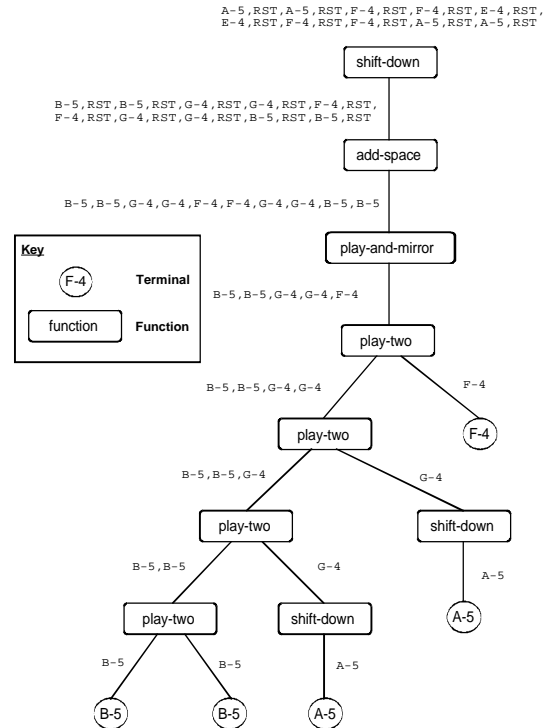 A-5,RST,A-5,RST,F-4,RST,F-4,RST,E-4,RST,
E-4,RST,F-4,RST,F-4,RST,A-5,RST,A-5,RST
shift-down
B-5,RST,B-5,RST,G-4,RST,G-4,RST,F-4,RST,
F-4,RST,G-4,RST,G-4,RST,B-5,RST,B-5,RST
add-space
B-5,B-5,G-4,G-4,F-4,F-4,G-4,G-4,B-5,B-5
play-and-mirror
Key
F-4 Terminal
function Function
B-5,B-5,G-4,G-4,F-4
play-two
B-5,B-5,G-4,G-4
F-4
play-two
F-4
B-5,B-5,G-4
G-4
play-two
shift-down
B-5,B-5
G-4
A-5
play-two
shift-down
A-5
B-5
B-5
A-5
B-5
B-5
A-5